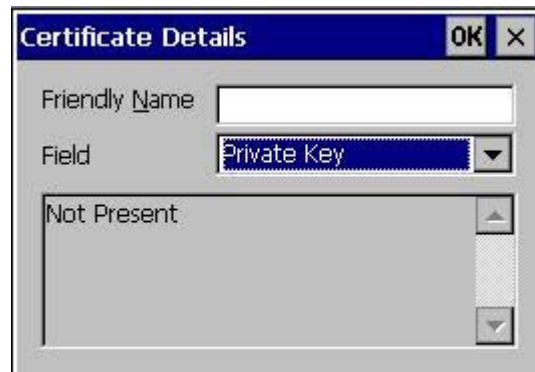 Certificate Details OK ×
Friendly Name
Field Private Key
Not Present